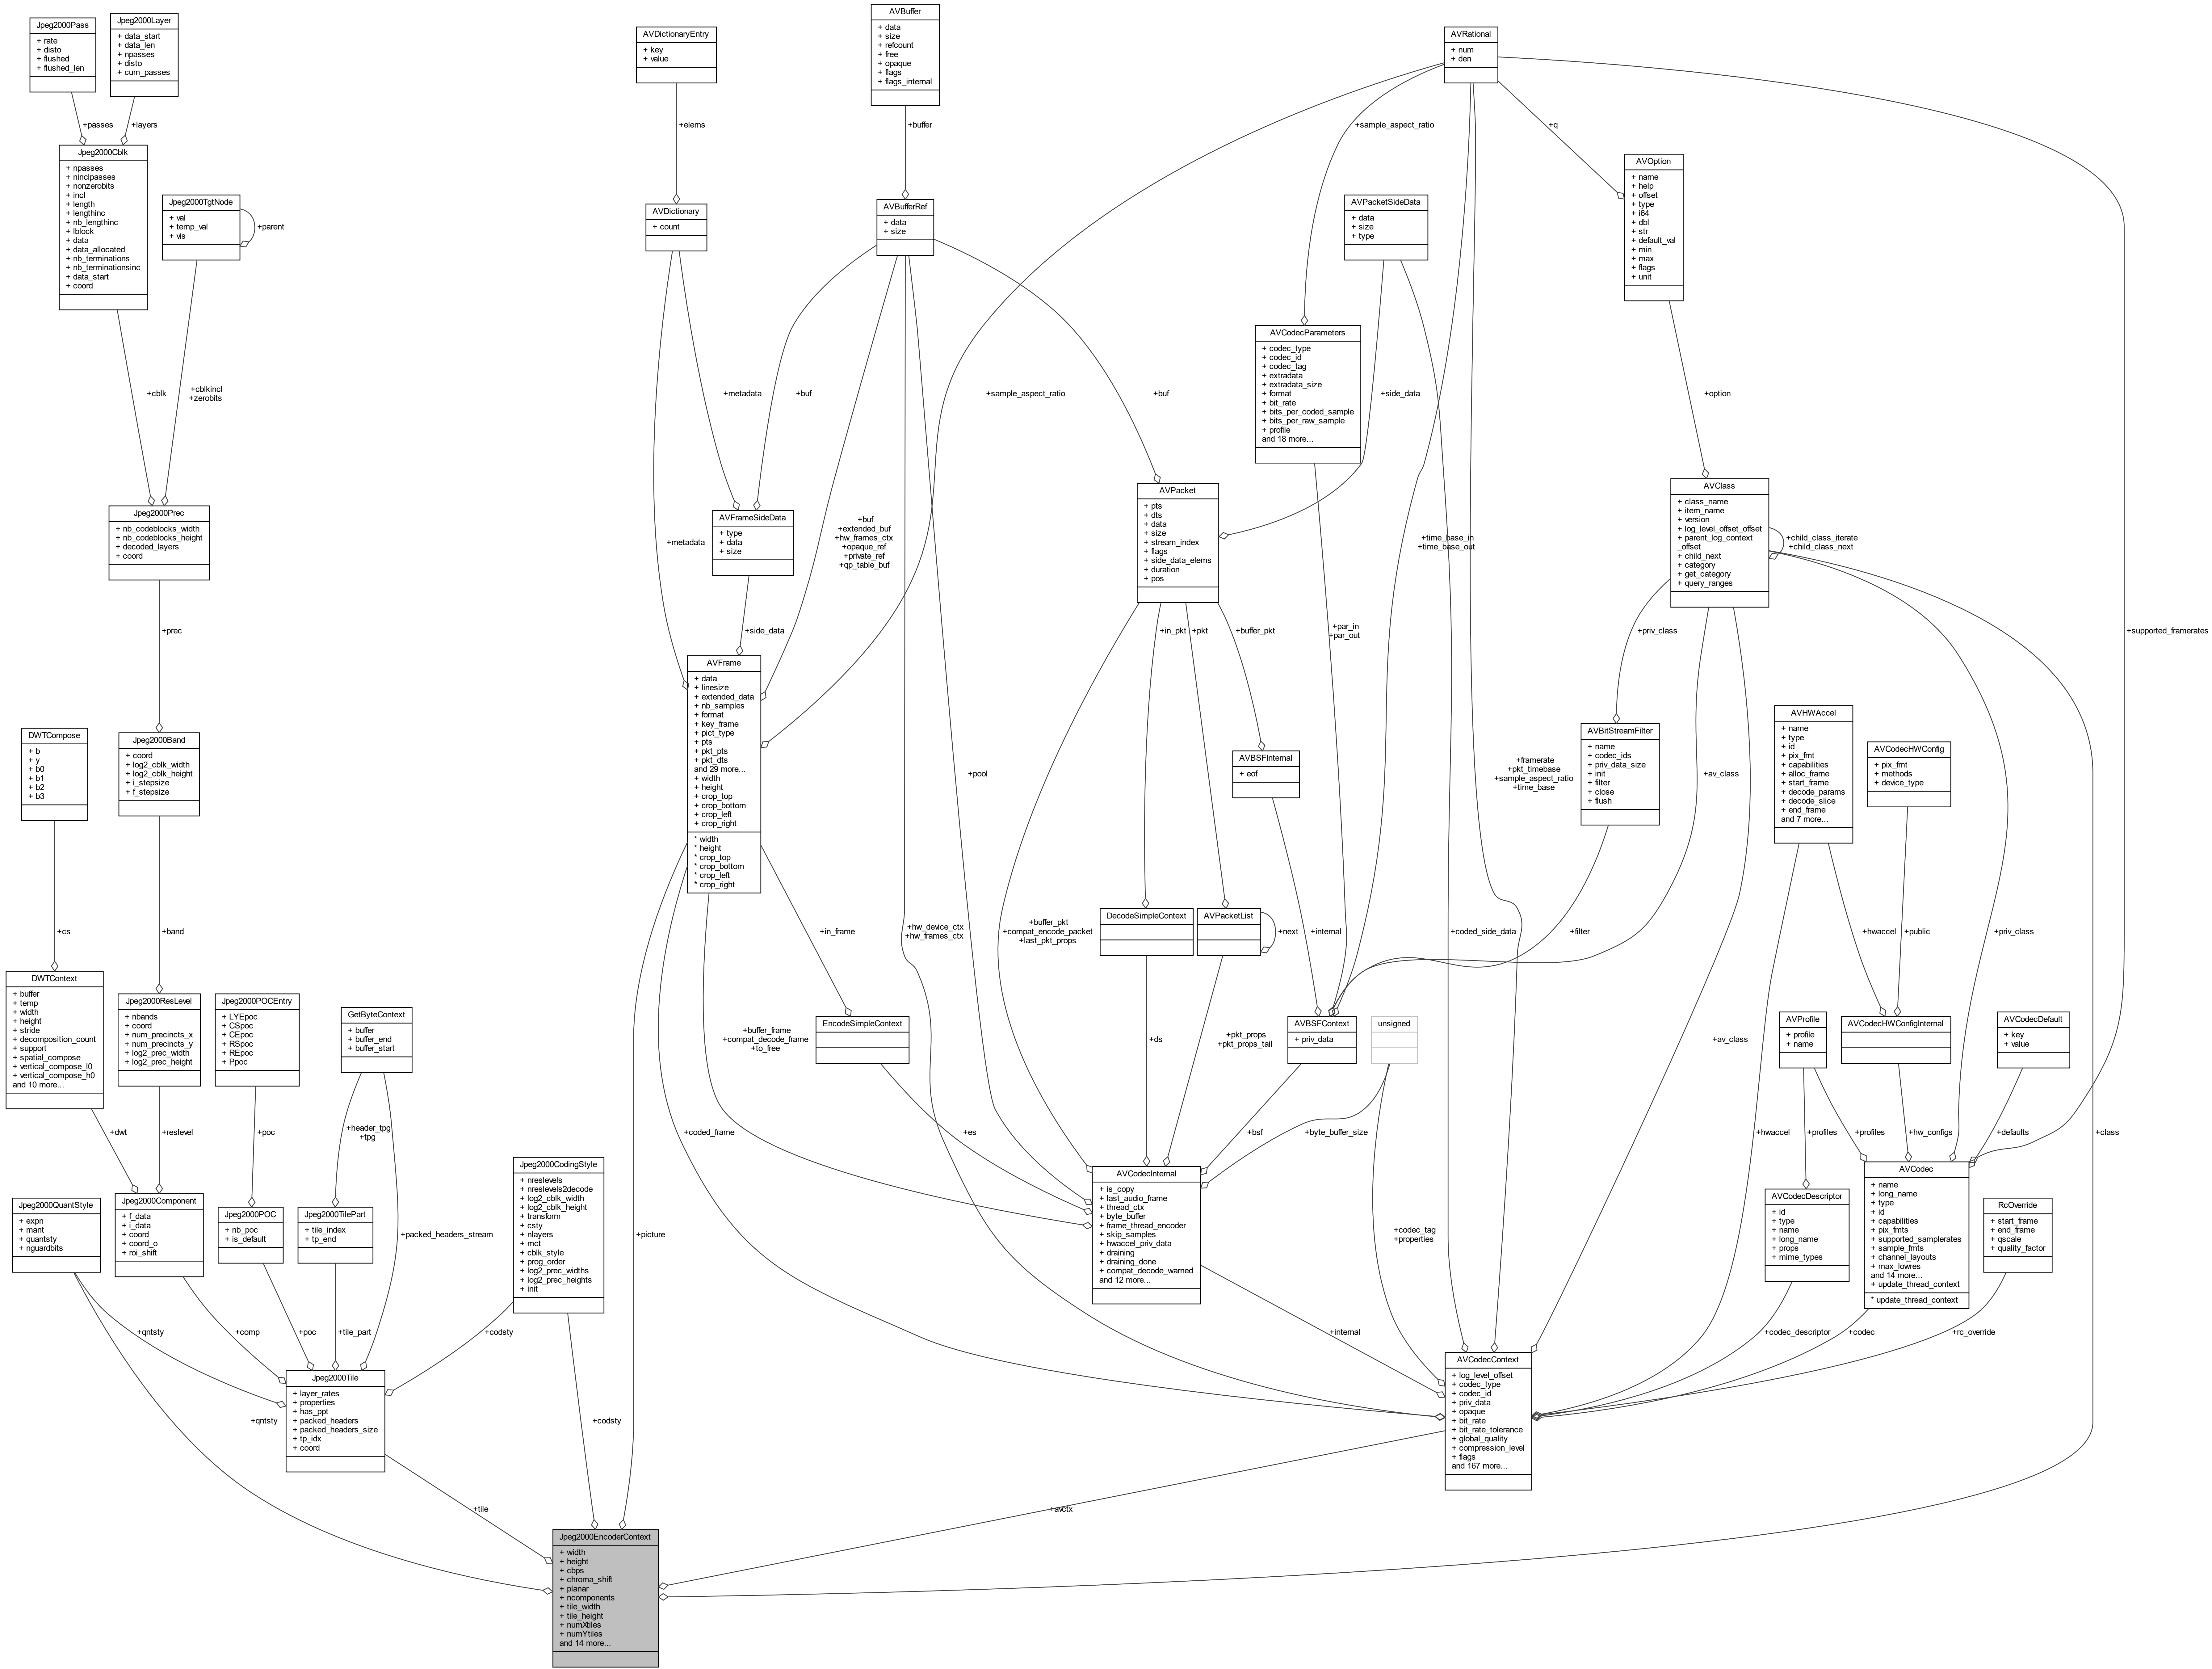 Jpeg2000Pass
+ rate
+ disto
+ flushed
+ flushed_len
Jpeg2000Layer
+ data_start
+ data_len
+ npasses
+ disto
+ cum_passes
AVDictionaryEntry
+ key
+ value
AVBuffer
+ data
+ size
+ refcount
+ free
+ opaque
+ flags
+ flags_internal
AVRational
+ num
+ den
+passes
+layers
+elems
+buffer
+sample_aspect_ratio
+q
Jpeg2000Cblk
+ npasses
+ ninclpasses
+ nonzerobits
+ incl
+ length
+ lengthinc
+ nb_lengthinc
+ lblock
+ data
+ data_allocated
+ nb_terminations
+ nb_terminationsinc
+ data_start
+ coord
Jpeg2000TgtNode
+ val
+ temp_val
+ vis
+parent
AVDictionary
+ count
AVBufferRef
+ data
+ size
AVPacketSideData
+ data
+ size
+ type
AVOption
+ name
+ help
+ offset
+ type
+ i64
+ dbl
+ str
+ default_val
+ min
+ max
+ flags
+ unit
AVCodecParameters
+ codec_type
+ codec_id
+ codec_tag
+ extradata
+ extradata_size
+ format
+ bit_rate
+ bits_per_coded_sample
+ bits_per_raw_sample
+ profile
and 18 more...
+cblk
+cblkincl
+zerobits
+metadata
+buf
+sample_aspect_ratio
+buf
+side_data
+option
Jpeg2000Prec
+ nb_codeblocks_width
+ nb_codeblocks_height
+ decoded_layers
+ coord
+metadata
AVFrameSideData
+ type
+ data
+ size
+buf
+extended_buf
+hw_frames_ctx
+opaque_ref
+private_ref
+qp_table_buf
AVPacket
+ pts
+ dts
+ data
+ size
+ stream_index
+ flags
+ side_data_elems
+ duration
+ pos
+time_base_in
+time_base_out
AVClass
+ class_name
+ item_name
+ version
+ log_level_offset_offset
+ parent_log_context
_offset
+ child_next
+ category
+ get_category
+ query_ranges
+child_class_iterate
+child_class_next
+prec
+side_data
+in_pkt
+pkt
+buffer_pkt
+par_in
+par_out
+priv_class
+supported_framerates
AVFrame
+ data
+ linesize
+ extended_data
+ nb_samples
+ format
+ key_frame
+ pict_type
+ pts
+ pkt_pts
+ pkt_dts
and 29 more...
+ width
+ height
+ crop_top
+ crop_bottom
+ crop_left
+ crop_right
* width
* height
* crop_top
* crop_bottom
* crop_left
* crop_right
DWTCompose
+ b
+ y
+ b0
+ b1
+ b2
+ b3
Jpeg2000Band
+ coord
+ log2_cblk_width
+ log2_cblk_height
+ i_stepsize
+ f_stepsize
+pool
AVBSFInternal
+ eof
+framerate
+pkt_timebase
+sample_aspect_ratio
+time_base
AVBitStreamFilter
+ name
+ codec_ids
+ priv_data_size
+ init
+ filter
+ close
+ flush
+av_class
AVHWAccel
+ name
+ type
+ id
+ pix_fmt
+ capabilities
+ alloc_frame
+ start_frame
+ decode_params
+ decode_slice
+ end_frame
and 7 more...
AVCodecHWConfig
+ pix_fmt
+ methods
+ device_type
+cs
+band
+in_frame
+hw_device_ctx
+hw_frames_ctx
+buffer_pkt
+compat_encode_packet
+last_pkt_props
DecodeSimpleContext
AVPacketList
+next
+internal
+coded_side_data
+filter
+hwaccel
+public
+priv_class
DWTContext
+ buffer
+ temp
+ width
+ height
+ stride
+ decomposition_count
+ support
+ spatial_compose
+ vertical_compose_l0
+ vertical_compose_h0
and 10 more...
Jpeg2000ResLevel
+ nbands
+ coord
+ num_precincts_x
+ num_precincts_y
+ log2_prec_width
+ log2_prec_height
Jpeg2000POCEntry
+ LYEpoc
+ CSpoc
+ CEpoc
+ RSpoc
+ REpoc
+ Ppoc
GetByteContext
+ buffer
+ buffer_end
+ buffer_start
+buffer_frame
+compat_decode_frame
+to_free
EncodeSimpleContext
+ds
+pkt_props
+pkt_props_tail
AVBSFContext
+ priv_data
unsigned
+av_class
AVProfile
+ profile
+ name
AVCodecHWConfigInternal
AVCodecDefault
+ key
+ value
+dwt
+reslevel
+poc
+header_tpg
+tpg
+coded_frame
+es
+bsf
+byte_buffer_size
+hwaccel
+profiles
+profiles
+hw_configs
+defaults
+class
Jpeg2000QuantStyle
+ expn
+ mant
+ quantsty
+ nguardbits
Jpeg2000Component
+ f_data
+ i_data
+ coord
+ coord_o
+ roi_shift
Jpeg2000POC
+ nb_poc
+ is_default
Jpeg2000TilePart
+ tile_index
+ tp_end
+packed_headers_stream
Jpeg2000CodingStyle
+ nreslevels
+ nreslevels2decode
+ log2_cblk_width
+ log2_cblk_height
+ transform
+ csty
+ nlayers
+ mct
+ cblk_style
+ prog_order
+ log2_prec_widths
+ log2_prec_heights
+ init
+picture
AVCodecInternal
+ is_copy
+ last_audio_frame
+ thread_ctx
+ byte_buffer
+ frame_thread_encoder
+ skip_samples
+ hwaccel_priv_data
+ draining
+ draining_done
+ compat_decode_warned
and 12 more...
+codec_tag
+properties
AVCodecDescriptor
+ id
+ type
+ name
+ long_name
+ props
+ mime_types
AVCodec
+ name
+ long_name
+ type
+ id
+ capabilities
+ pix_fmts
+ supported_samplerates
+ sample_fmts
+ channel_layouts
+ max_lowres
and 14 more...
+ update_thread_context
* update_thread_context
RcOverride
+ start_frame
+ end_frame
+ qscale
+ quality_factor
+qntsty
+comp
+poc
+tile_part
+codsty
+internal
+codec_descriptor
+codec
+rc_override
+qntsty
Jpeg2000Tile
+ layer_rates
+ properties
+ has_ppt
+ packed_headers
+ packed_headers_size
+ tp_idx
+ coord
+codsty
AVCodecContext
+ log_level_offset
+ codec_type
+ codec_id
+ priv_data
+ opaque
+ bit_rate
+ bit_rate_tolerance
+ global_quality
+ compression_level
+ flags
and 167 more...
+tile
+avctx
Jpeg2000EncoderContext
+ width
+ height
+ cbps
+ chroma_shift
+ planar
+ ncomponents
+ tile_width
+ tile_height
+ numXtiles
+ numYtiles
and 14 more...